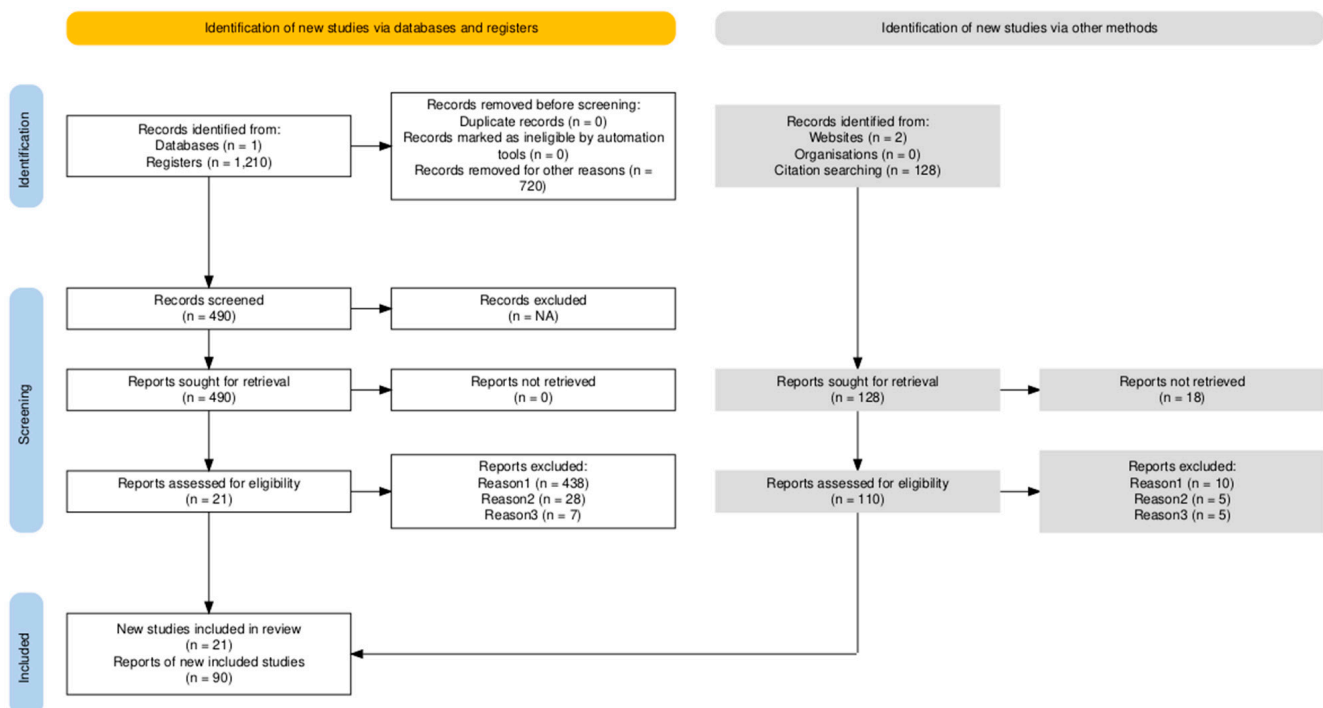 Identification of new studies via databases and registers
Identification of new studies via other methods
Identification
Records identified from:
Databases (n = 1)
Registers (n = 1,210)
Records removed before screening:
Duplicate records (n = 0)
Records marked as ineligible by automation
tools (n = 0)
Records removed for other reasons (n =
720)
Records identified from:
Websites (n = 2)
Organisations (n = 0)
Citation searching (n = 128)
Screening
Records screened
(n = 490)
Records excluded
(n = NA)
Reports sought for retrieval
(n = 490)
Reports not retrieved
(n = 0)
Reports sought for retrieval
(n = 128)
Reports not retrieved
(n = 18)
Reports assessed for eligibility
(n = 21)
Reports excluded:
Reason1 (n = 438)
Reason2 (n = 28)
Reason3 (n = 7)
Reports assessed for eligibility
(n = 110)
Reports excluded:
Reason1 (n = 10)
Reason2 (n = 5)
Reason3 (n = 5)
Included
New studies included in review
(n = 21)
Reports of new included studies
(n = 90)